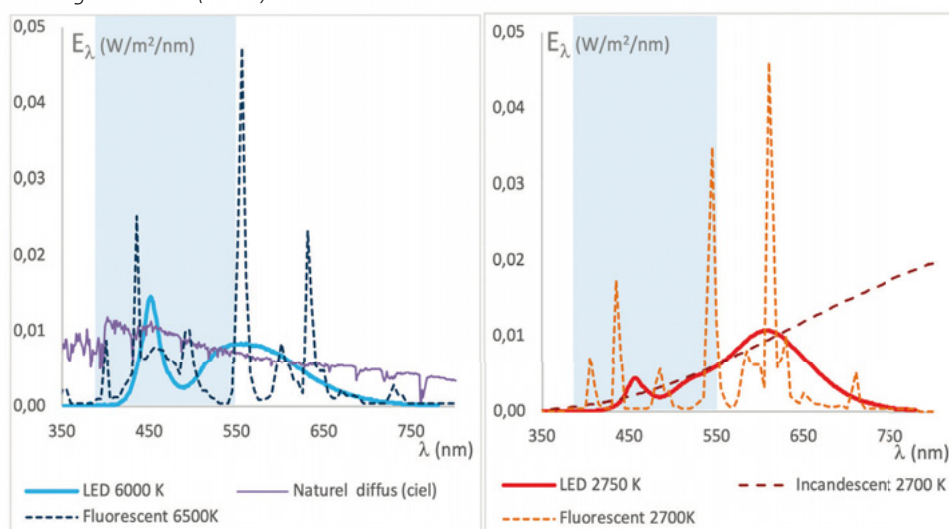 E_λ (W/m²/nm)
0,05
0,04
0,03
0,02
0,01
0,00
350 450 550 650 750
λ (nm)
LED 6000 K
Naturel diffus (ciel)
Fluorescent 6500K
E_λ (W/m²/nm)
0,05
0,04
0,03
0,02
0,01
0,00
350 450 550 650 750
λ (nm)
LED 2750 K
Incandescent 2700 K
Fluorescent 2700K